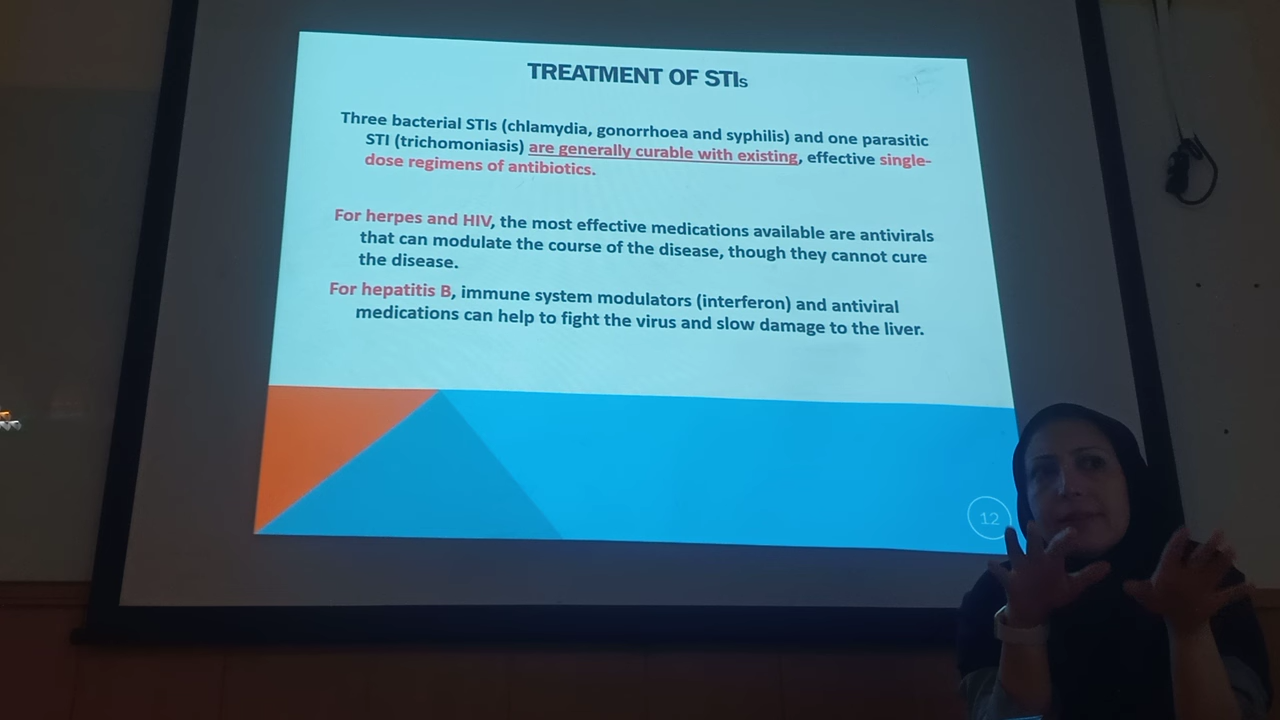 TREATMENT OF STIs
Three bacterial STIs (chlamydia, gonorrhoea and syphilis) and one parasitic
STI (trichomoniasis) are generally curable with existing, effective single-
dose regimens of antibiotics.
For herpes and HIV, the most effective medications available are antivirals
that can modulate the course of the disease, though they cannot cure
the disease.
For hepatitis B, immune system modulators (interferon) and antiviral
medications can help to fight the virus and slow damage to the liver.
12